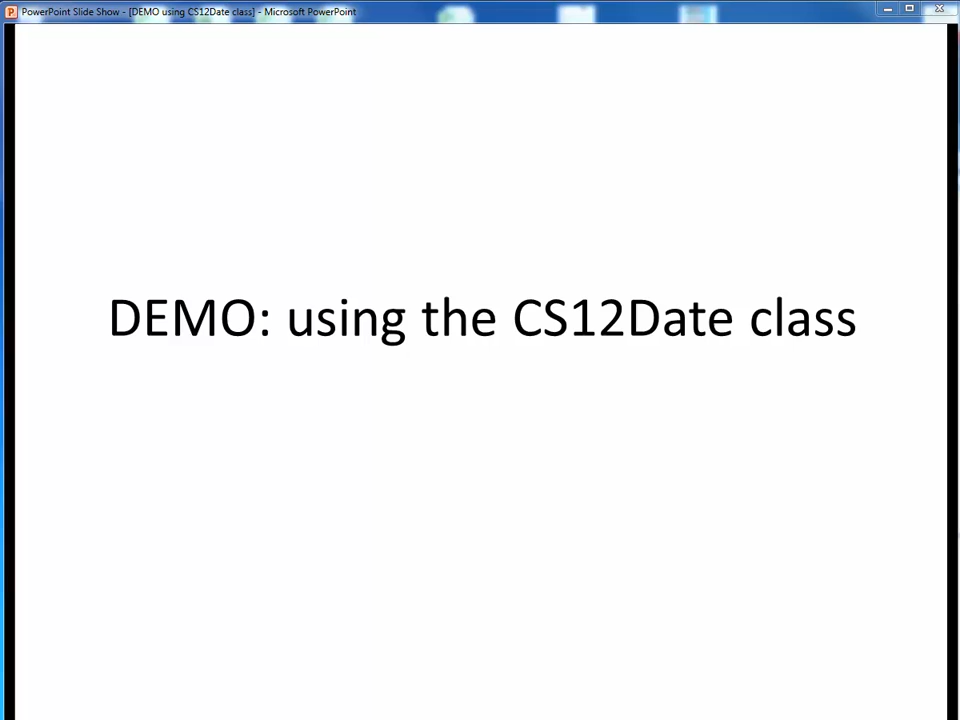 PowerPoint Slide Show - [DEMO using CS12Date class] - Microsoft PowerPoint
DEMO: using the CS12Date class